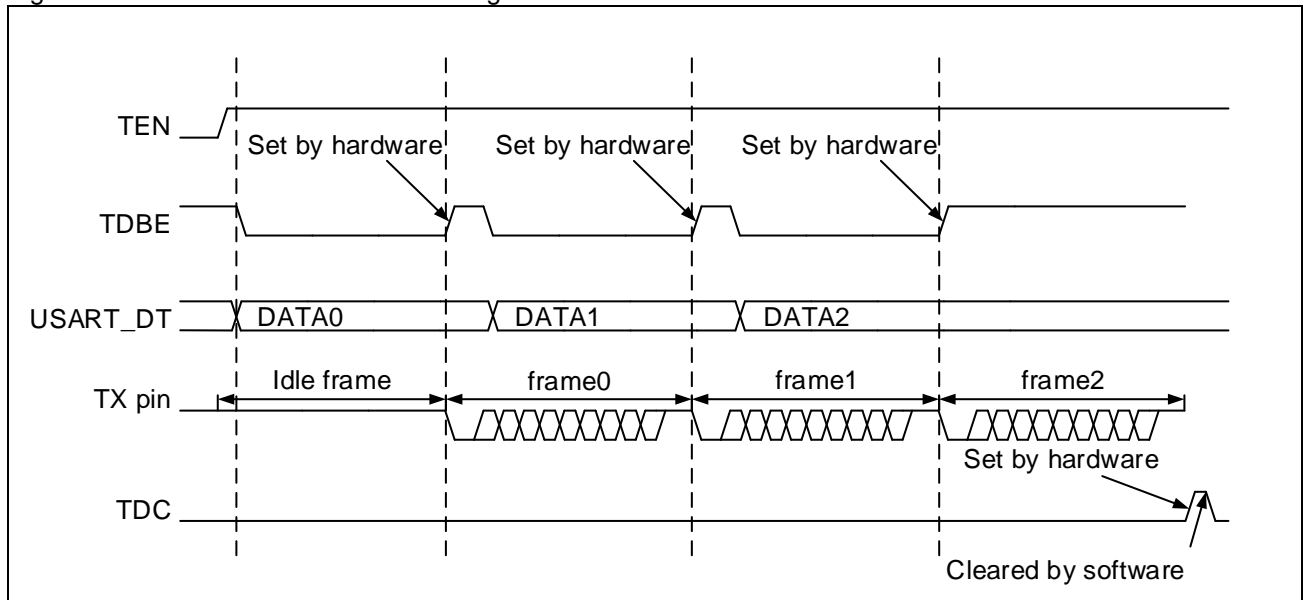 TEN
Set by hardware Set by hardware Set by hardware
TDBE
USART_DT DATA0 DATA1 DATA2
Idle frame frame0 frame1 frame2
TX pin
Set by hardware
TDC
Cleared by software